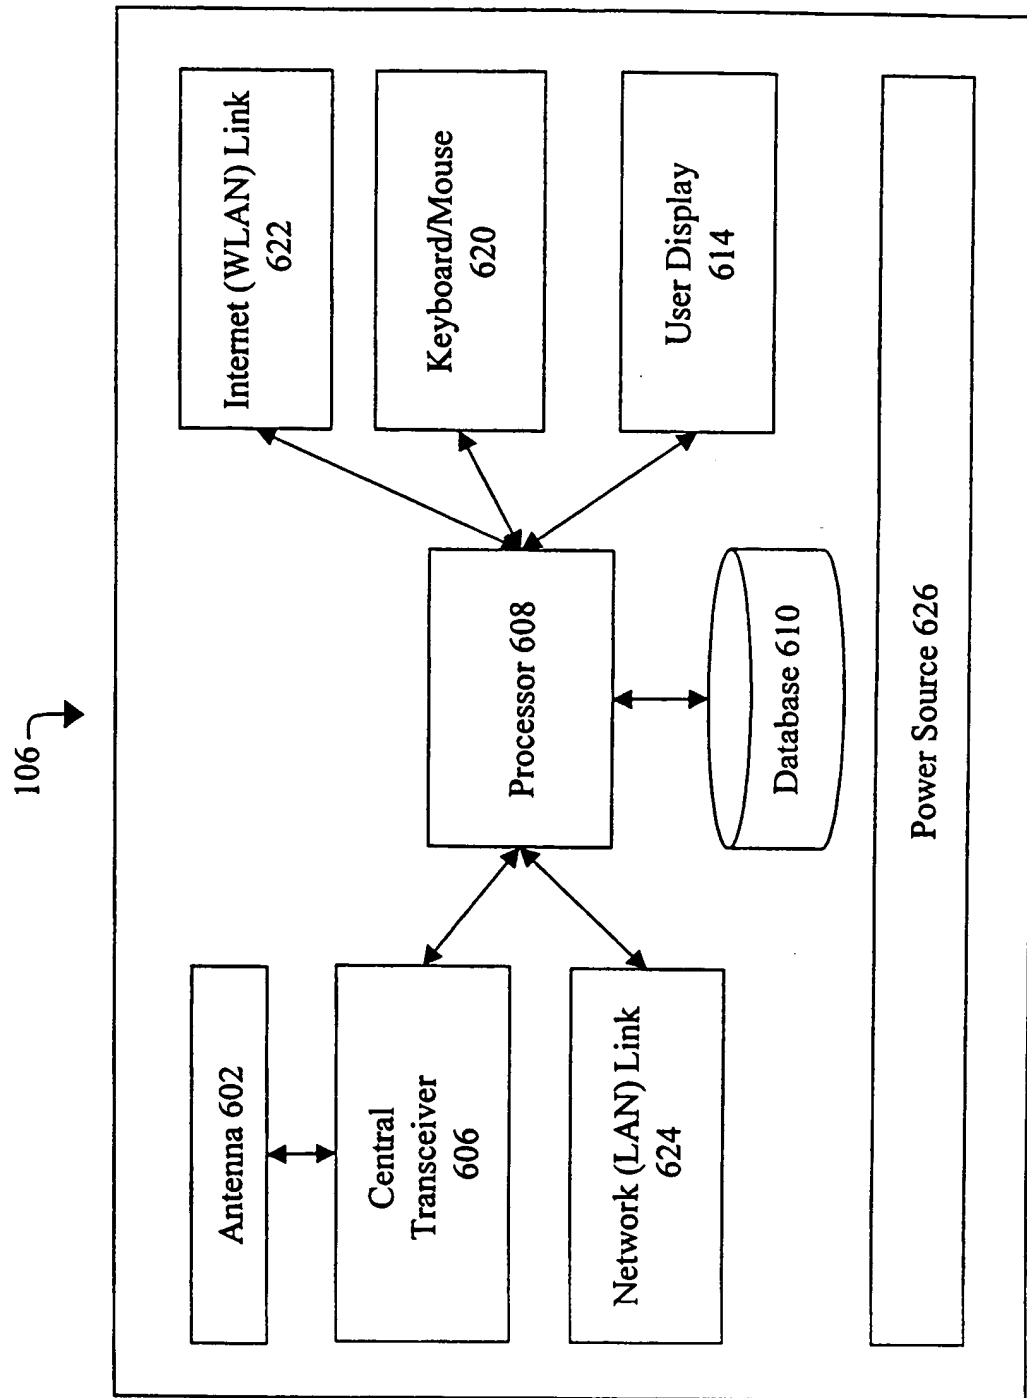 106
Antenna 602
Central
Transceiver
606
Network (LAN) Link
624
Processor 608
Database 610
Internet (WLAN) Link
622
Keyboard/Mouse
620
User Display
614
Power Source 626